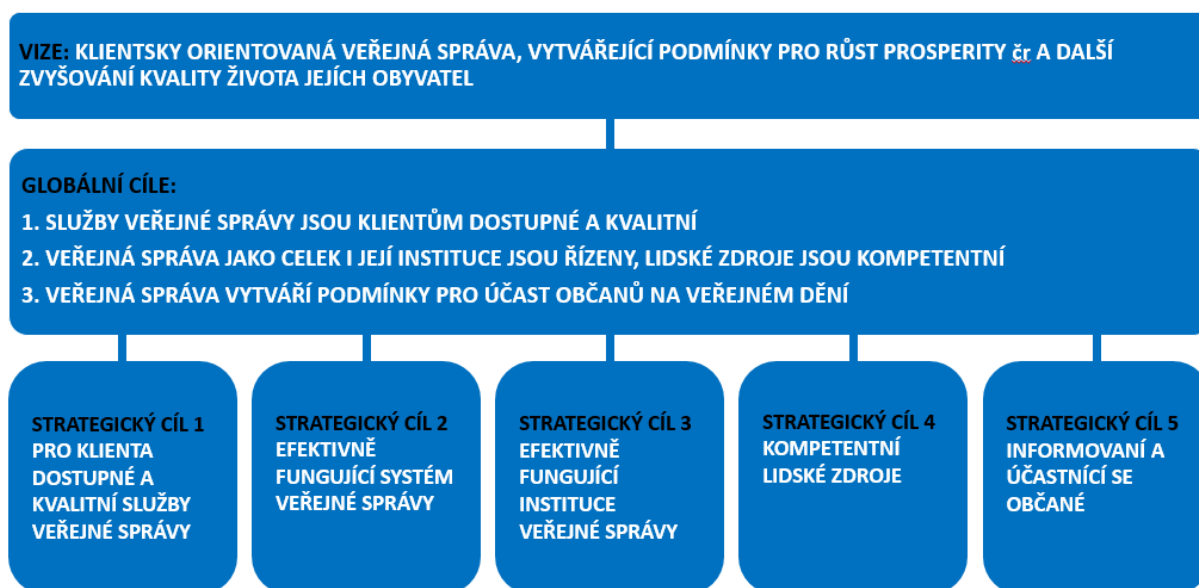 VIZE: KLIENTSKY ORIENTOVANÁ VEŘEJNÁ SPRÁVA, VYTVÁŘEJÍCÍ PODMÍNKY PRO RŮST PROSPERITY čr A DALŠÍ
ZVYŠOVÁNÍ KVALITY ŽIVOTA JEJÍCH OBYVATEL
GLOBÁLNÍ CÍLE:
1. SLUŽBY VEŘEJNÉ SPRÁVY JSOU KLIENTŮM DOSTUPNÉ A KVALITNÍ
2. VEŘEJNÁ SPRÁVA JAKO CELEK I JEJÍ INSTITUCE JSOU ŘÍZENY, LIDSKÉ ZDROJE JSOU KOMPETENTNÍ
3. VEŘEJNÁ SPRÁVA VYTVÁŘÍ PODMÍNKY PRO ÚČAST OBČANŮ NA VEŘEJNÉM DĚNÍ
STRATEGICKÝ CÍL 1
PRO KLIENTA
DOSTUPNÉ A
KVALITNÍ SLUŽBY
VEŘEJNÉ SPRÁVY
STRATEGICKÝ CÍL 2
EFEKTIVNĚ
FUNGUJÍCÍ SYSTÉM
VEŘEJNÉ SPRÁVY
STRATEGICKÝ CÍL 3
EFEKTIVNĚ
FUNGUJÍCÍ
INSTITUCE
VEŘEJNÉ SPRÁVY
STRATEGICKÝ CÍL 4
KOMPETENTNÍ
LIDSKÉ ZDROJE
STRATEGICKÝ CÍL 5
INFORMOVANÍ A
ÚČASTNÍCÍ SE
OBČANÉ